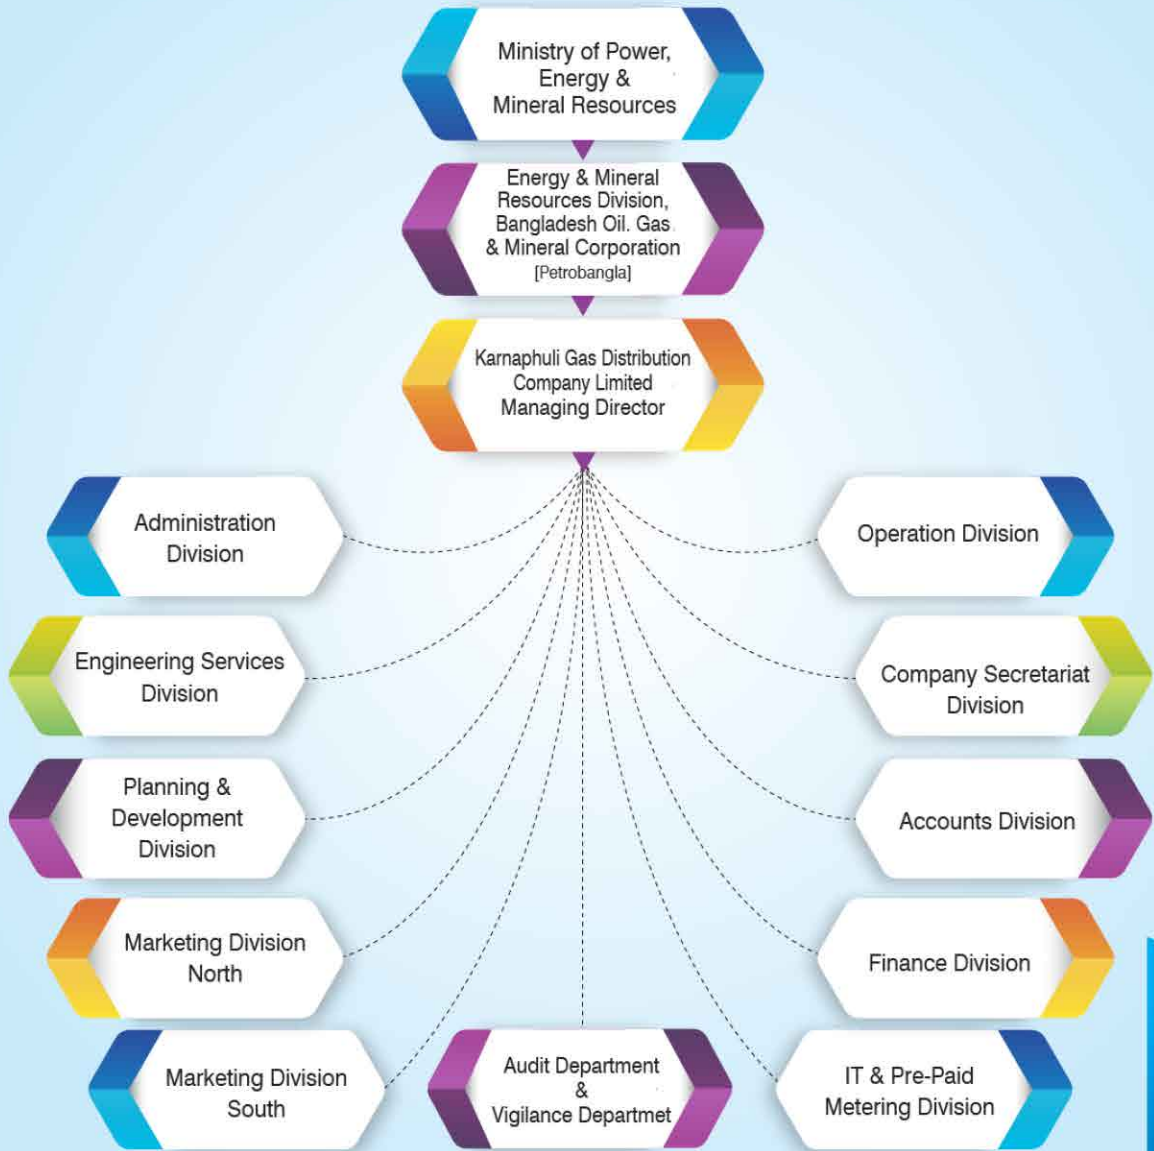 Ministry of Power,
Energy &
Mineral Resources
Energy & Mineral
Resources Division,
Bangladesh Oil. Gas
& Mineral Corporation
[Petrobangla]
Karnaphuli Gas Distribution
Company Limited
Managing Director
Administration
Division
Operation Division
Engineering Services
Division
Company Secretariat
Division
Planning &
Development
Division
Accounts Division
Marketing Division
North
Finance Division
Marketing Division
South
Audit Department
&
Vigilance Departmet
IT & Pre-Paid
Metering Division